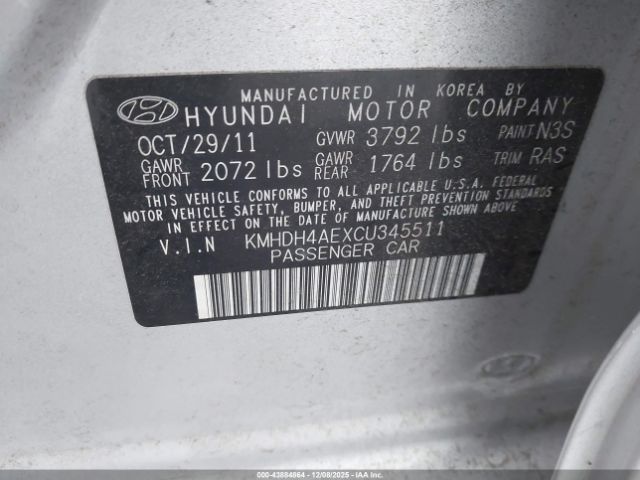 MANUFACTURED IN KOREA BY
HYUNDAI MOTOR COMPANY
OCT/29/11 GVWR 3792 lbs PAINT N3S
GAWR FRONT 2072 lbs GAWR REAR 1764 lbs TRIM RAS
THIS VEHICLE CONFORMS TO ALL APPLICABLE U.S.A. FEDERAL
MOTOR VEHICLE SAFETY, BUMPER, AND THEFT PREVENTION STANDARDS
IN EFFECT ON THE DATE OF MANUFACTURE SHOWN ABOVE.
V.I.N KMHDH4AEXCU345511
PASSENGER CAR
000-43884864 | 12/08/2025 | IAAI.COM